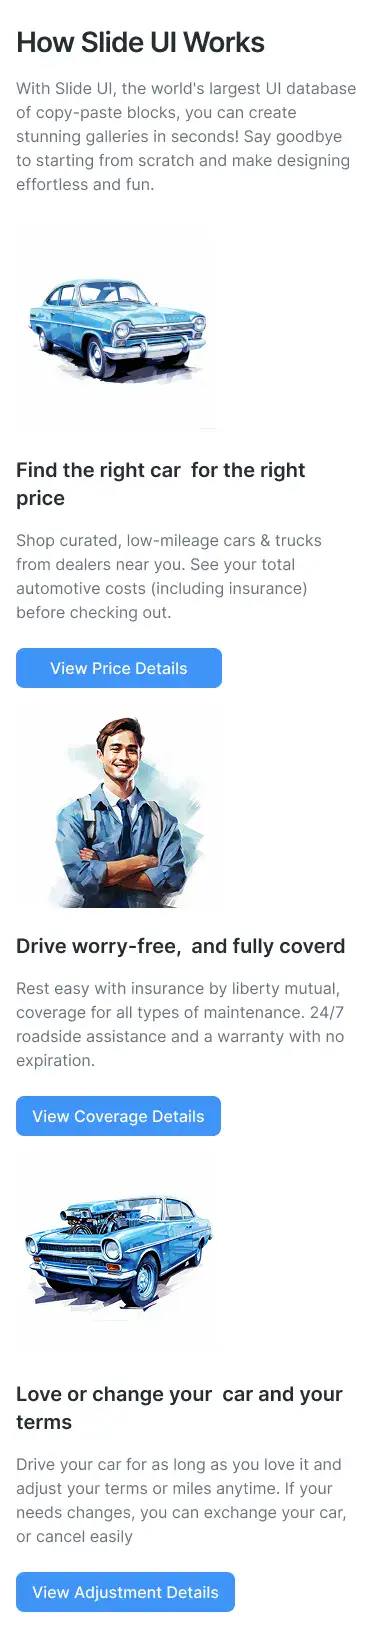 How Slide UI Works
With Slide UI, the world's largest UI database
of copy-paste blocks, you can create
stunning galleries in seconds! Say goodbye
to starting from scratch and make designing
effortless and fun.
Find the right car  for the right
price
Shop curated, low-mileage cars & trucks
from dealers near you. See your total
automotive costs (including insurance)
before checking out.
View Price Details
Drive worry-free,  and fully coverd
Rest easy with insurance by liberty mutual,
coverage for all types of maintenance. 24/7
roadside assistance and a warranty with no
expiration.
View Coverage Details
Love or change your  car and your
terms
Drive your car for as long as you love it and
adjust your terms or miles anytime. If your
needs changes, you can exchange your car,
or cancel easily
View Adjustment Details